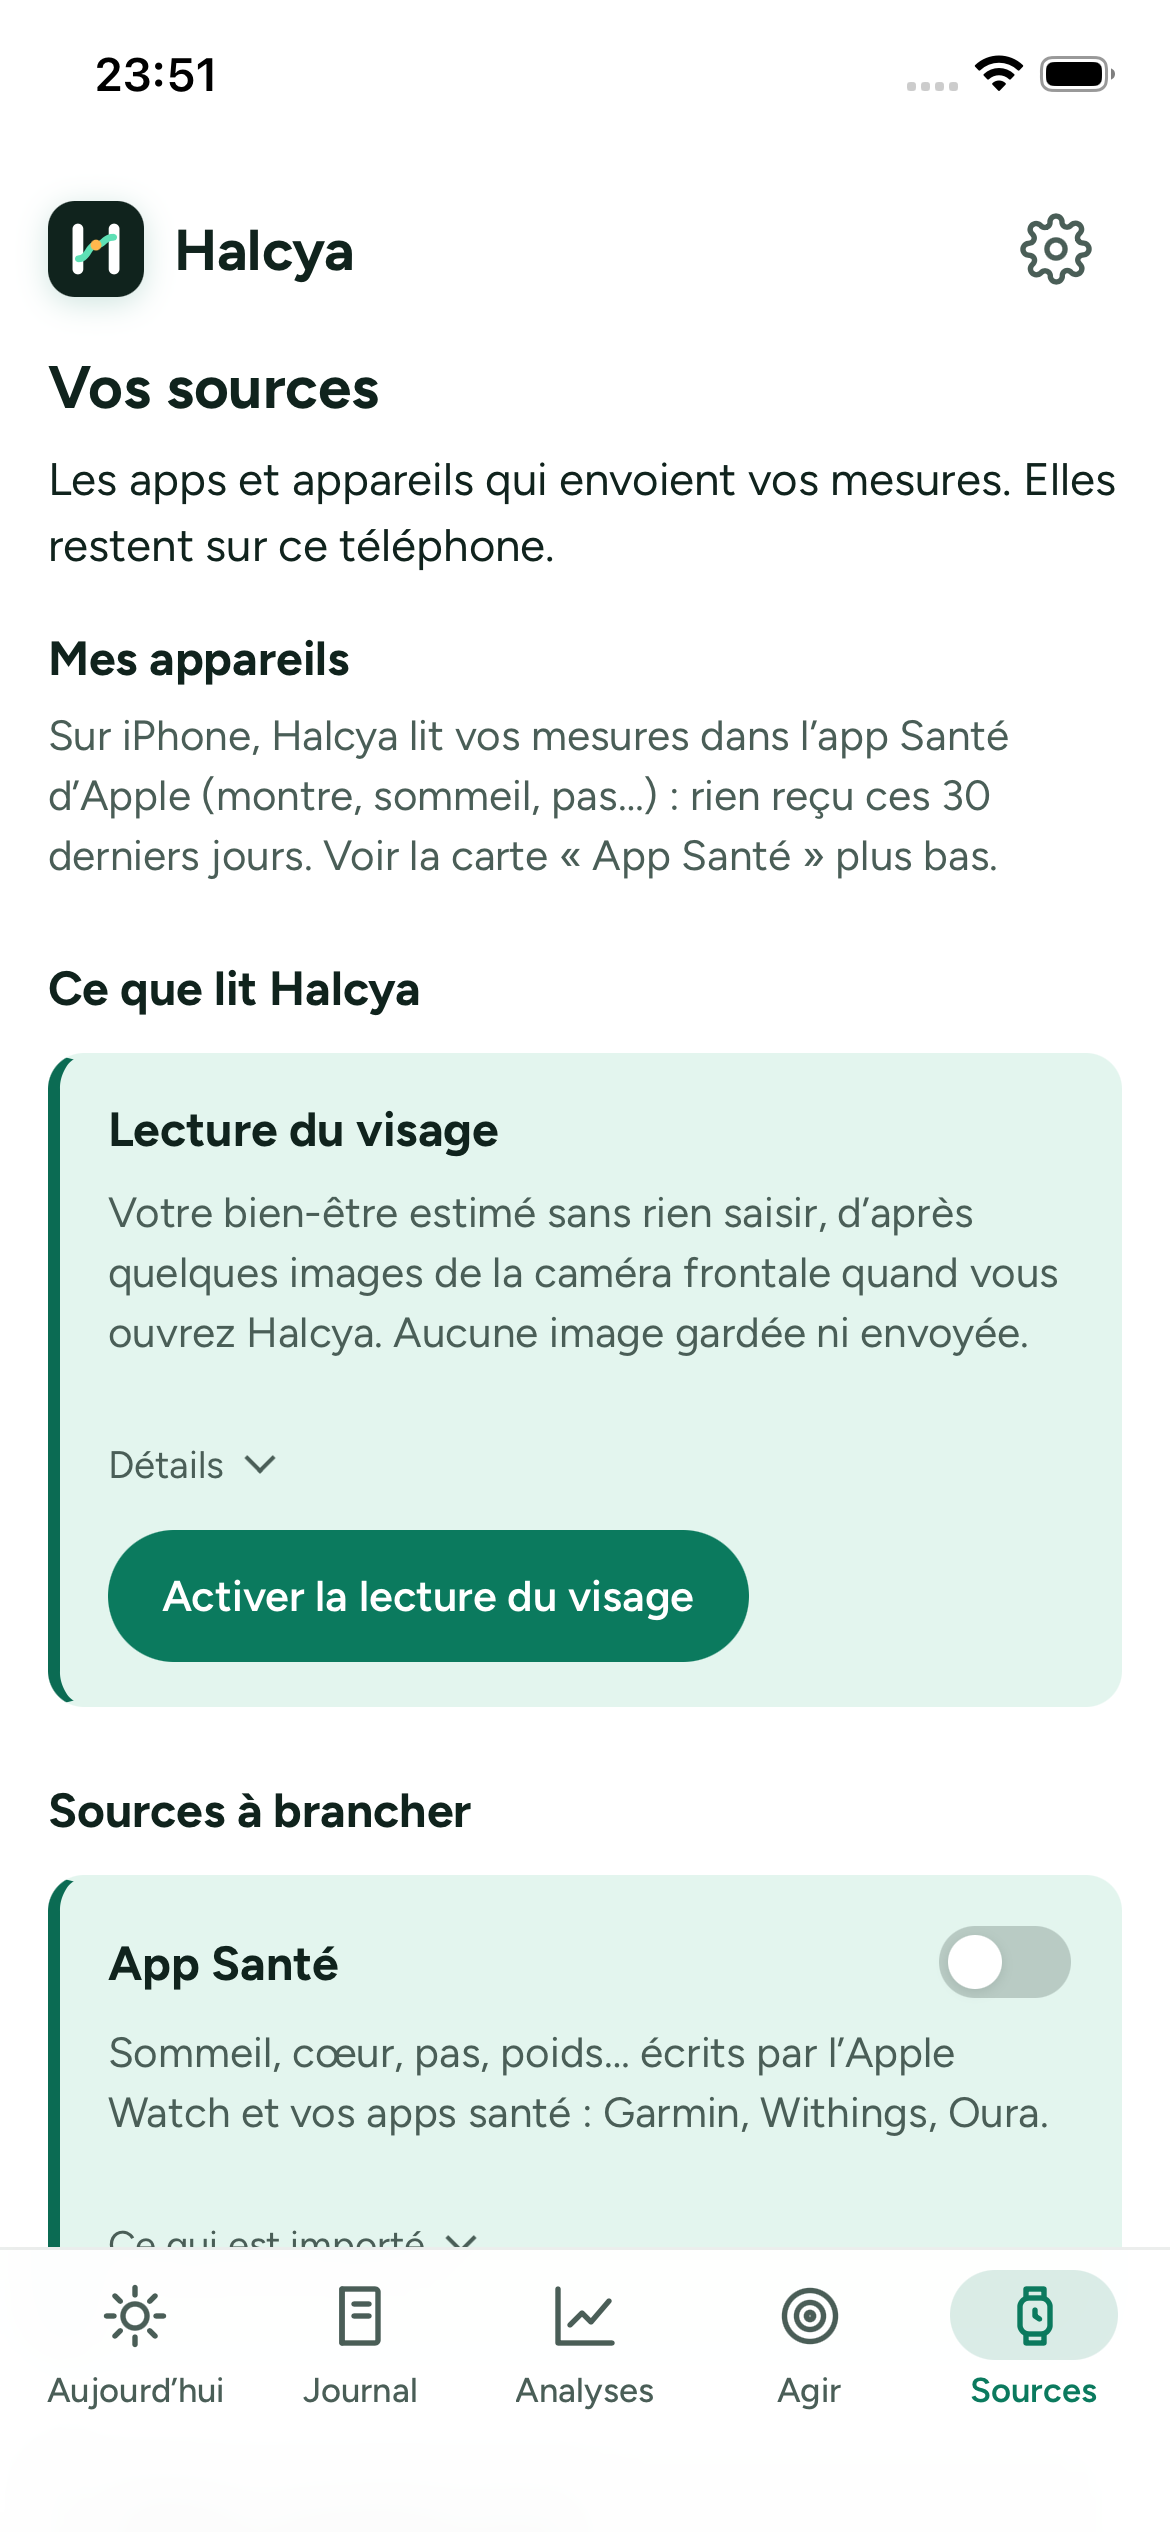 23:51
Halcya
Vos sources
Les apps et appareils qui envoient vos mesures. Elles
restent sur ce téléphone.
Mes appareils
Sur iPhone, Halcya lit vos mesures dans l’app Santé
d’Apple (montre, sommeil, pas…) : rien reçu ces 30
derniers jours. Voir la carte « App Santé » plus bas.
Ce que lit Halcya
Lecture du visage
Votre bien-être estimé sans rien saisir, d’après
quelques images de la caméra frontale quand vous
ouvrez Halcya. Aucune image gardée ni envoyée.
Détails
Activer la lecture du visage
Sources à brancher
App Santé
Sommeil, cœur, pas, poids… écrits par l’Apple
Watch et vos apps santé : Garmin, Withings, Oura.
Ce qui est importé
Aujourd’hui
Journal
Analyses
Agir
Sources